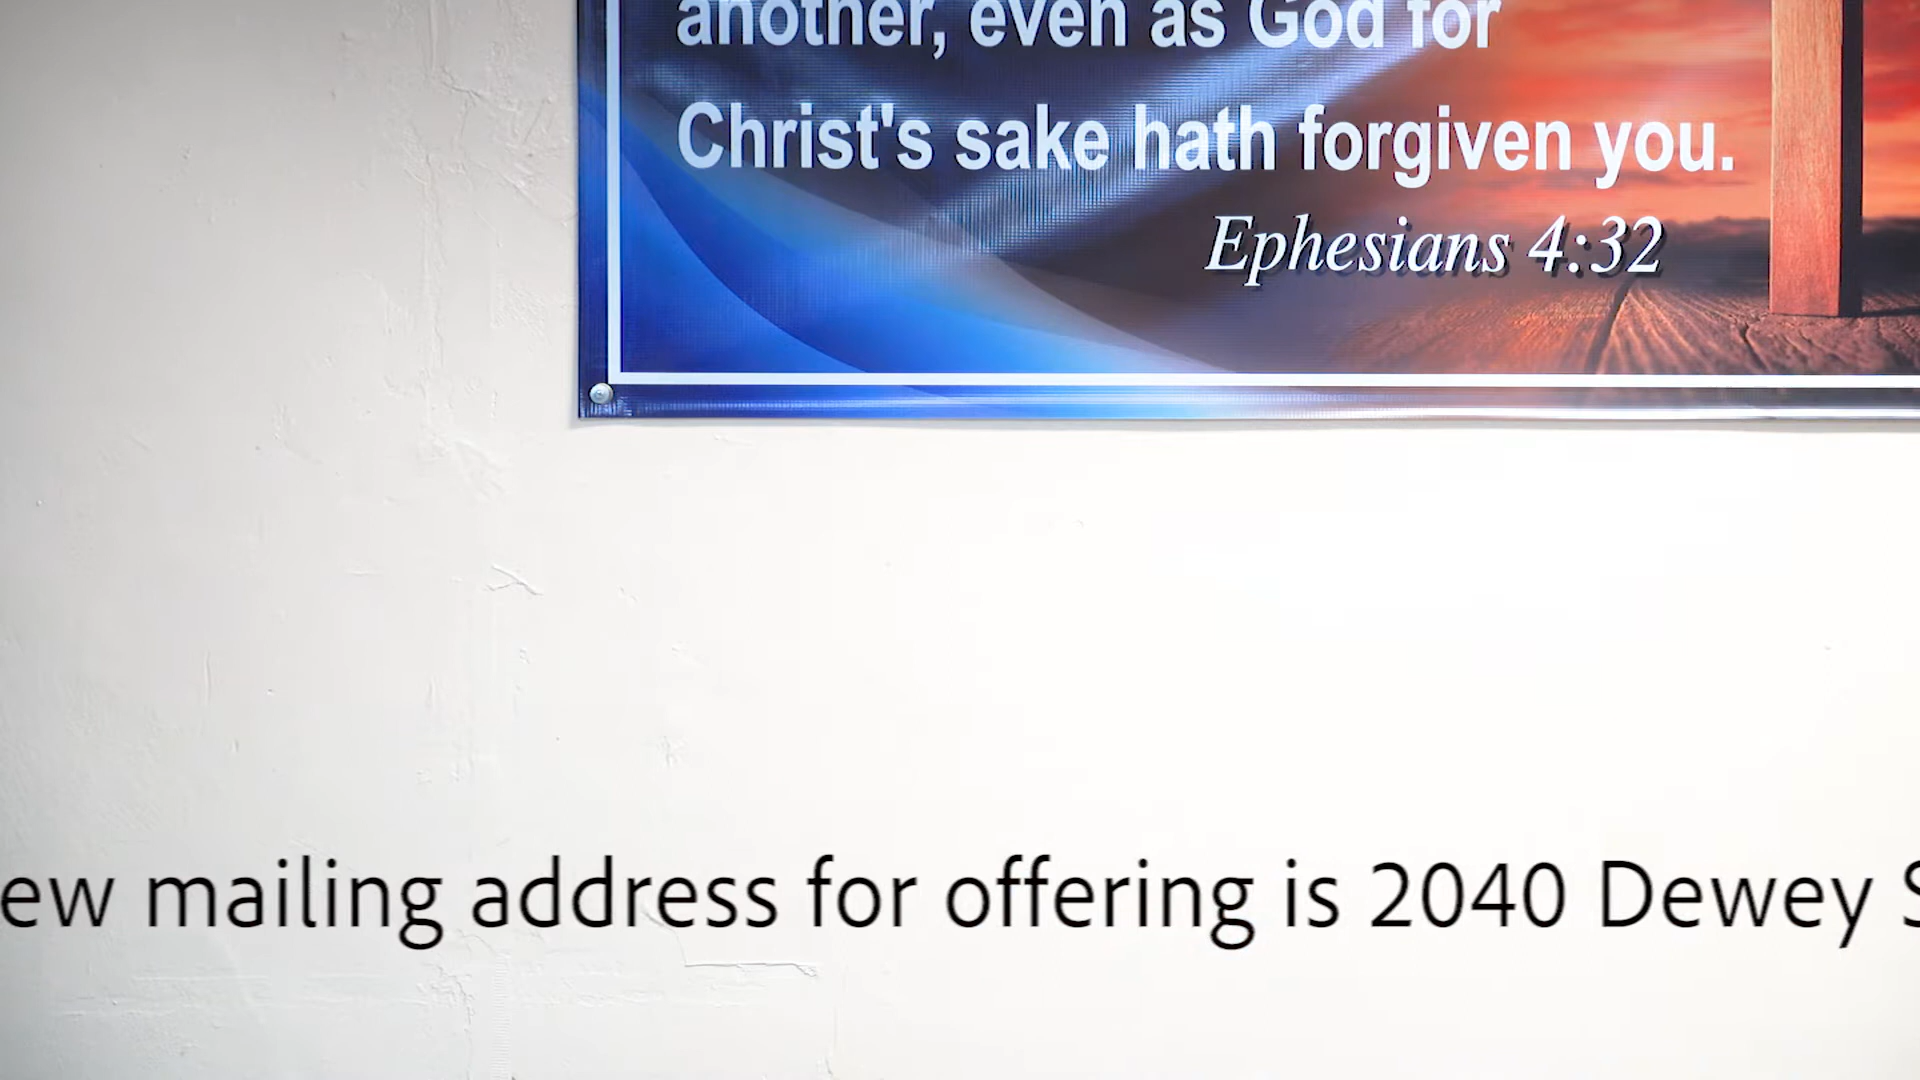 another, even as God for
Christ's sake hath forgiven you.
Ephesians 4:32
ew mailing address for offering is 2040 Dewey S